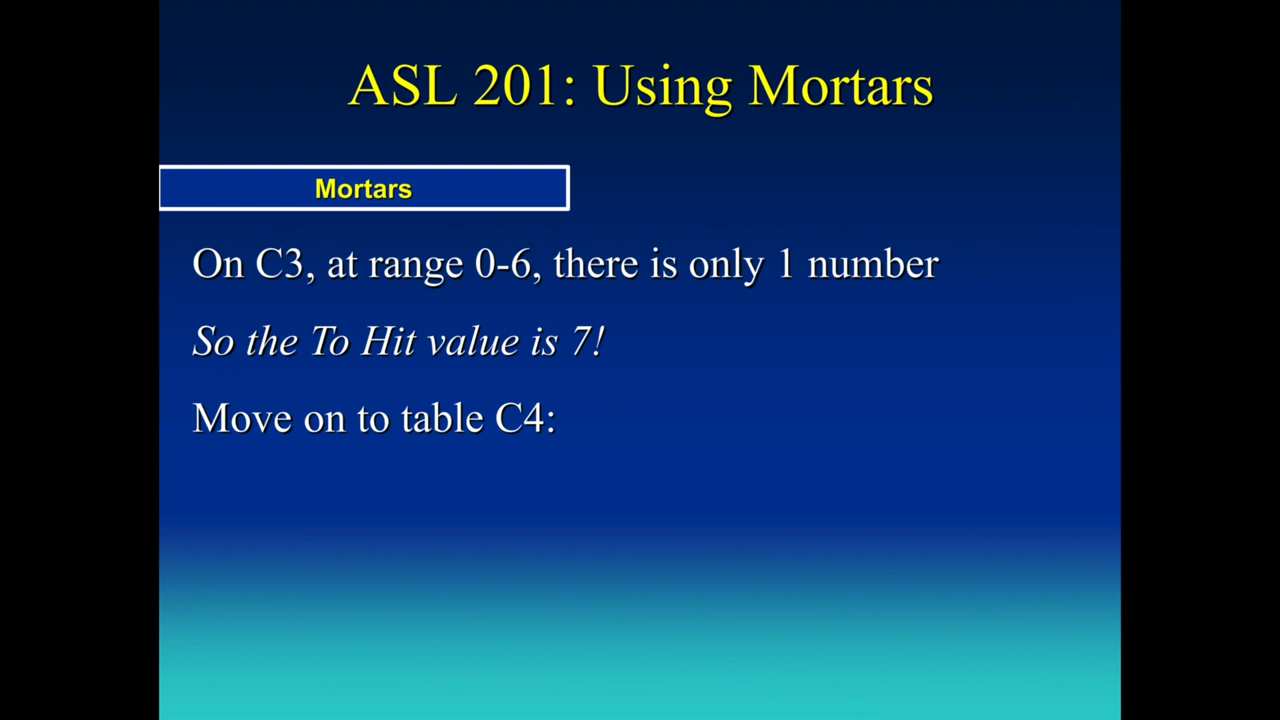 ASL 201: Using Mortars
Mortars
On C3, at range 0-6, there is only 1 number
So the To Hit value is 7!
Move on to table C4: